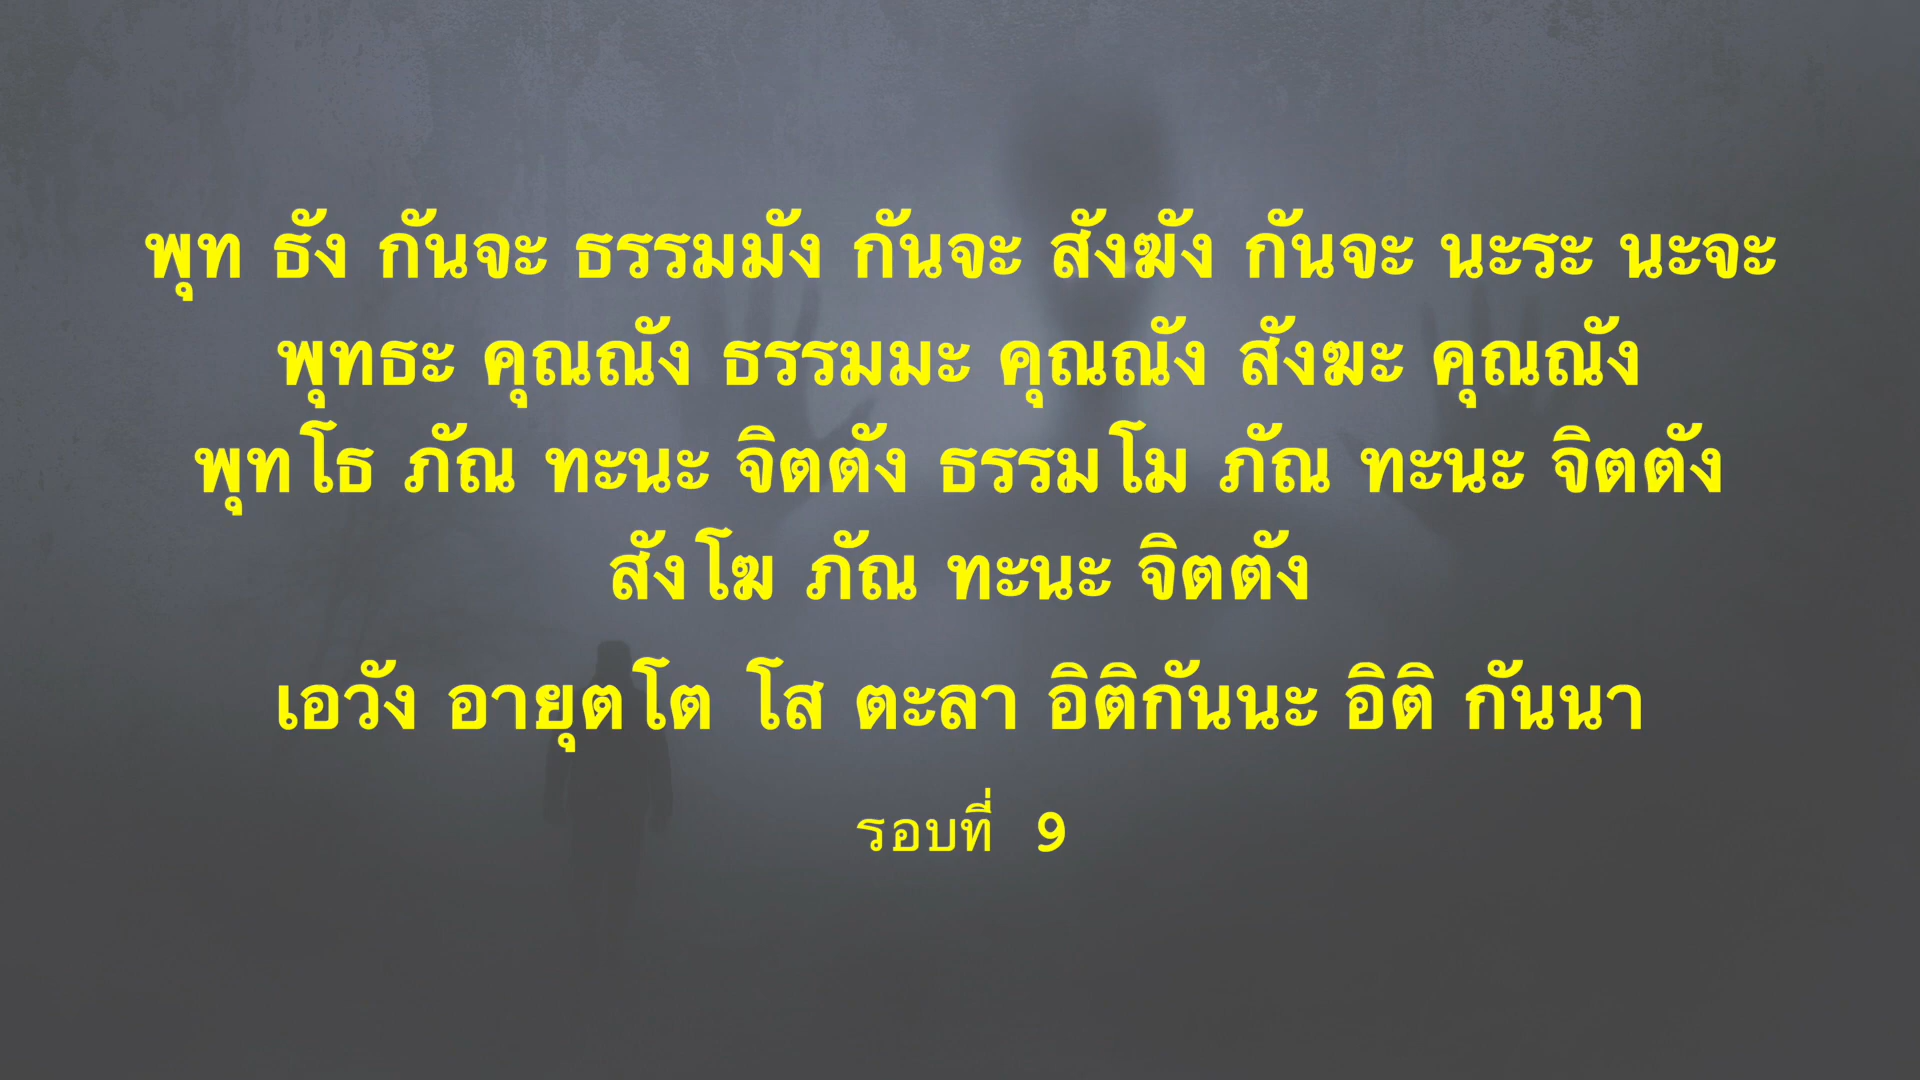 พุท ธัง กันจะ ธรรมมัง กันจะ สังฆัง กันจะ นะระ นะจะ
พุทธะ คุณณัง ธรรมมะ คุณณัง สังฆะ คุณณัง
พุทโธ ภัณ ทะนะ จิตตัง ธรรมโม ภัณ ทะนะ จิตตัง
สังโฆ ภัณ ทะนะ จิตตัง
เอวัง อายุตโต โส ตะลา อิติกันนะ อิติ กันนา
รอบที่ 9